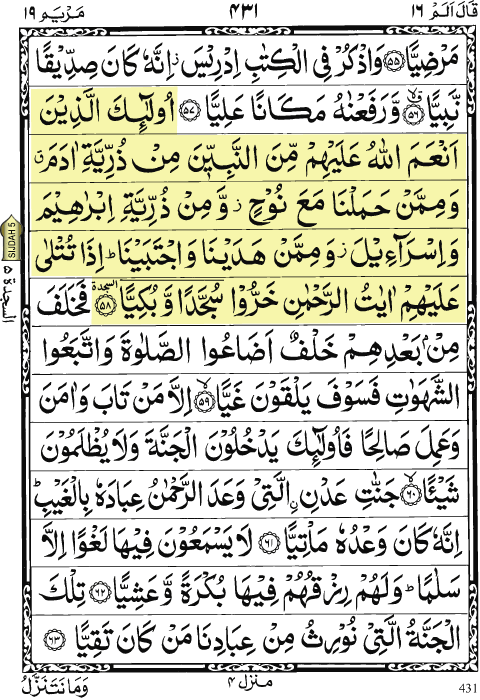 قَالَ اَلَمْ ١٦
٤٣١
مَرْيَم ١٩
مَرْضِيًّا ﴿٥٥﴾ وَاذْكُرْ فِى الْكِتٰبِ اِدْرِيْسَ ز اِنَّهٗ كَانَ صِدِّيْقًا
نَّبِيًّا ﴿٥٦﴾ وَّرَفَعْنٰهُ مَكَانًا عَلِيًّا ﴿٥٧﴾ اُولٰٓئِكَ الَّذِيْنَ
اَنْعَمَ اللّٰهُ عَلَيْهِمْ مِّنَ النَّبِيّٖنَ مِنْ ذُرِّيَّةِ اٰدَمَ ق
وَمِمَّنْ حَمَلْنَا مَعَ نُوْحٍ ز وَّمِنْ ذُرِّيَّةِ اِبْرٰهِيْمَ
وَاِسْرَآءِيْلَ ز وَمِمَّنْ هَدَيْنَا وَاجْتَبَيْنَا ط اِذَا تُتْلٰى
عَلَيْهِمْ اٰيٰتُ الرَّحْمٰنِ خَرُّوْا سُجَّدًا وَّبُكِيًّا ﴿٥٨﴾ السجدة فَخَلَفَ
مِنْۢ بَعْدِهِمْ خَلْفٌ اَضَاعُوا الصَّلٰوةَ وَاتَّبَعُوا
الشَّهَوٰتِ فَسَوْفَ يَلْقَوْنَ غَيًّا ﴿٥٩﴾ اِلَّا مَنْ تَابَ وَاٰمَنَ
وَعَمِلَ صَالِحًا فَاُولٰٓئِكَ يَدْخُلُوْنَ الْجَنَّةَ وَلَا يُظْلَمُوْنَ
شَيْئًا ﴿٦٠﴾ جَنّٰتِ عَدْنِ ࣙالَّتِىْ وَعَدَ الرَّحْمٰنُ عِبَادَهٗ بِالْغَيْبِ ط
اِنَّهٗ كَانَ وَعْدُهٗ مَاْتِيًّا ﴿٦١﴾ لَا يَسْمَعُوْنَ فِيْهَا لَغْوًا اِلَّا
سَلٰمًا ط وَلَهُمْ رِزْقُهُمْ فِيْهَا بُكْرَةً وَّعَشِيًّا ﴿٦٢﴾ تِلْكَ
الْجَنَّةُ الَّتِىْ نُوْرِثُ مِنْ عِبَادِنَا مَنْ كَانَ تَقِيًّا ﴿٦٣﴾
SIJDAH 5
السجدة ٥
منزل ٤
وَمَا نَتَنَزَّلُ
431